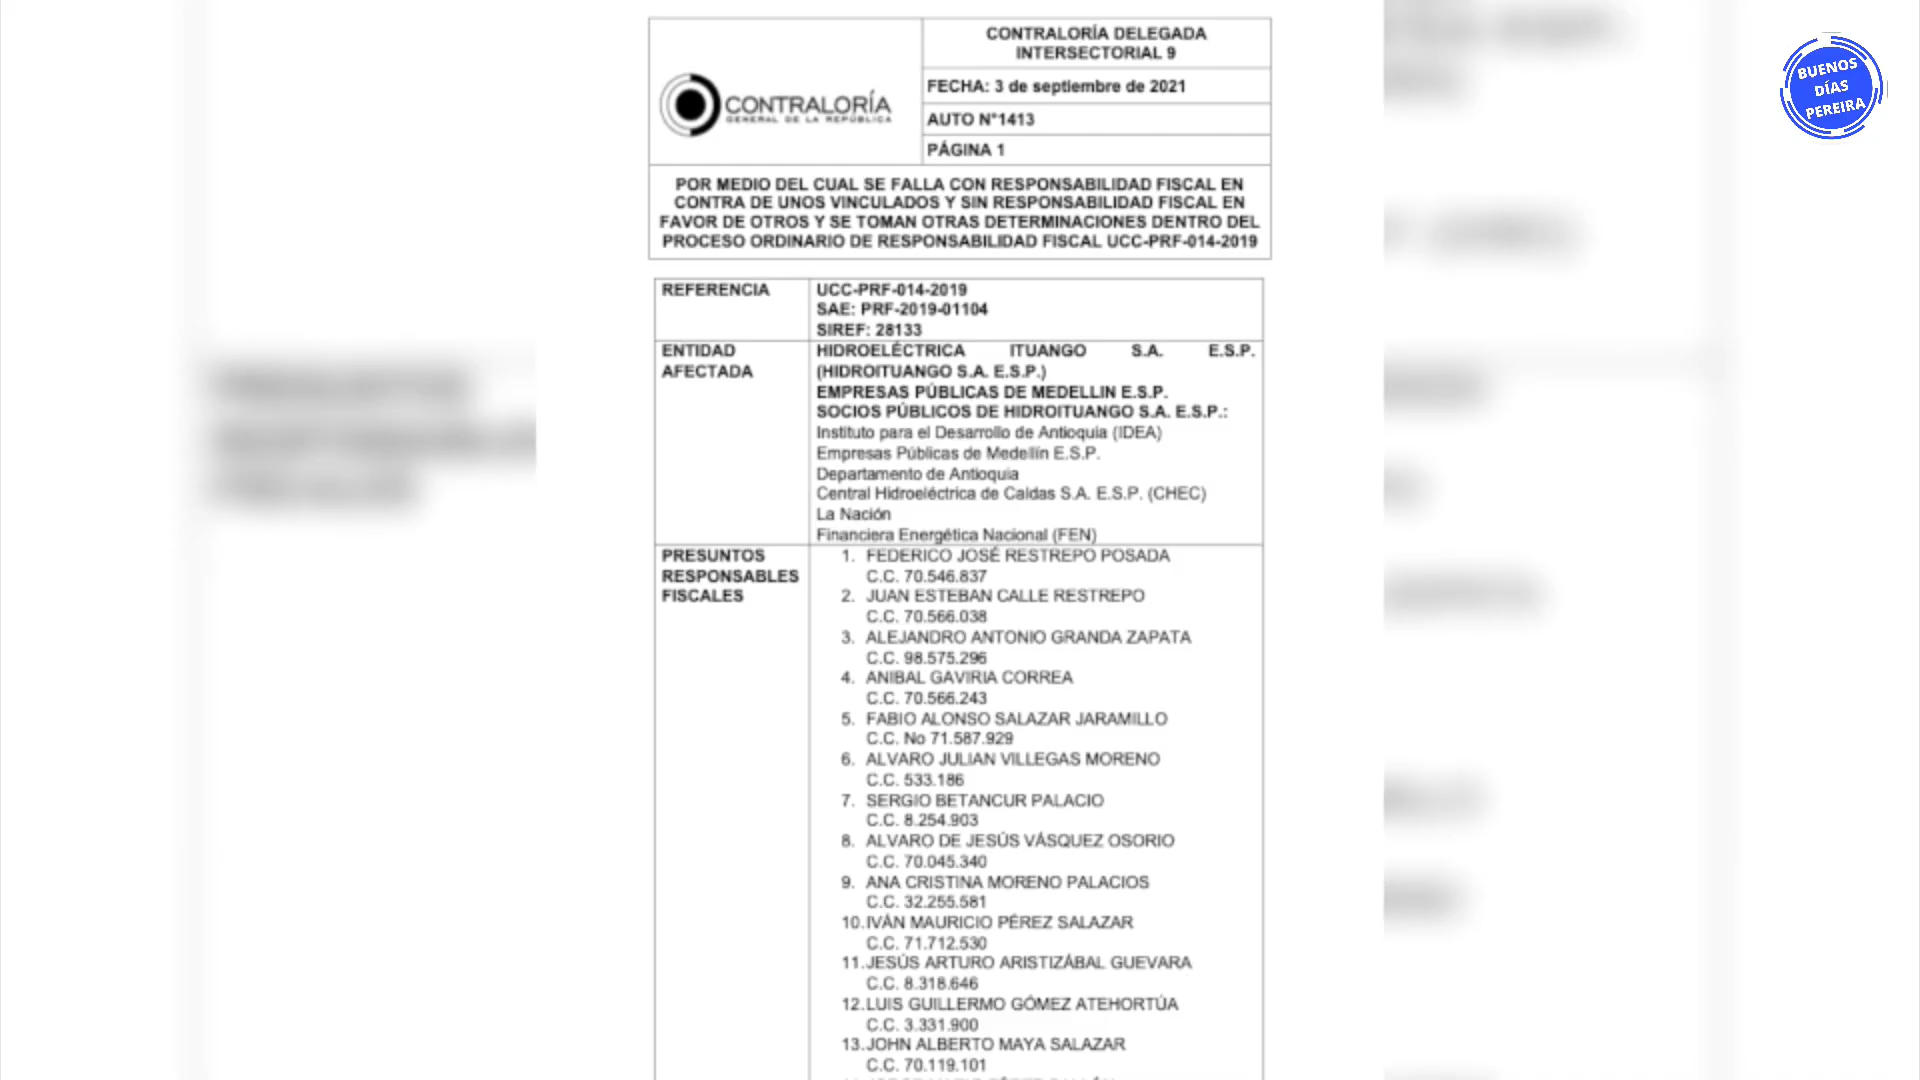 CONTRALORÍA
GENERAL DE LA REPÚBLICA
CONTRALORÍA DELEGADA
INTERSECTORIAL 9
FECHA: 3 de septiembre de 2021
AUTO N°1413
PÁGINA 1
POR MEDIO DEL CUAL SE FALLA CON RESPONSABILIDAD FISCAL EN
CONTRA DE UNOS VINCULADOS Y SIN RESPONSABILIDAD FISCAL EN
FAVOR DE OTROS Y SE TOMAN OTRAS DETERMINACIONES DENTRO DEL
PROCESO ORDINARIO DE RESPONSABILIDAD FISCAL UCC-PRF-014-2019
REFERENCIA
UCC-PRF-014-2019
SAE: PRF-2019-01104
SIREF: 28133
ENTIDAD
AFECTADA
HIDROELÉCTRICA ITUANGO S.A. E.S.P.
(HIDROITUANGO S.A. E.S.P.)
EMPRESAS PÚBLICAS DE MEDELLIN E.S.P.
SOCIOS PÚBLICOS DE HIDROITUANGO S.A. E.S.P.:
Instituto para el Desarrollo de Antioquia (IDEA)
Empresas Públicas de Medellín E.S.P.
Departamento de Antioquia
Central Hidroeléctrica de Caldas S.A. E.S.P. (CHEC)
La Nación
Financiera Energética Nacional (FEN)
PRESUNTOS
RESPONSABLES
FISCALES
1. FEDERICO JOSÉ RESTREPO POSADA
C.C. 70.546.837
2. JUAN ESTEBAN CALLE RESTREPO
C.C. 70.566.038
3. ALEJANDRO ANTONIO GRANDA ZAPATA
C.C. 98.575.296
4. ANIBAL GAVIRIA CORREA
C.C. 70.566.243
5. FABIO ALONSO SALAZAR JARAMILLO
C.C. No 71.587.929
6. ALVARO JULIAN VILLEGAS MORENO
C.C. 533.186
7. SERGIO BETANCUR PALACIO
C.C. 8.254.903
8. ALVARO DE JESÚS VÁSQUEZ OSORIO
C.C. 70.045.340
9. ANA CRISTINA MORENO PALACIOS
C.C. 32.255.581
10. IVÁN MAURICIO PÉREZ SALAZAR
C.C. 71.712.530
11. JESÚS ARTURO ARISTIZÁBAL GUEVARA
C.C. 8.318.646
12. LUIS GUILLERMO GÓMEZ ATEHORTÚA
C.C. 3.331.900
13. JOHN ALBERTO MAYA SALAZAR
C.C. 70.119.101
BUENOS
DÍAS
PEREIRA